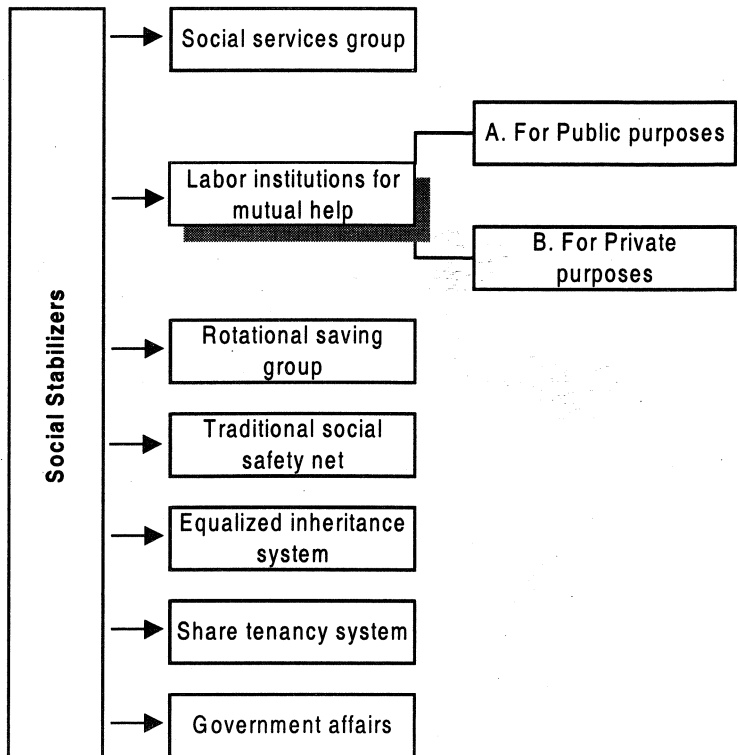 Social Stabilizers
Social services group
Labor institutions for
mutual help
A. For Public purposes
B. For Private
purposes
Rotational saving
group
Traditional social
safety net
Equalized inheritance
system
Share tenancy system
Government affairs